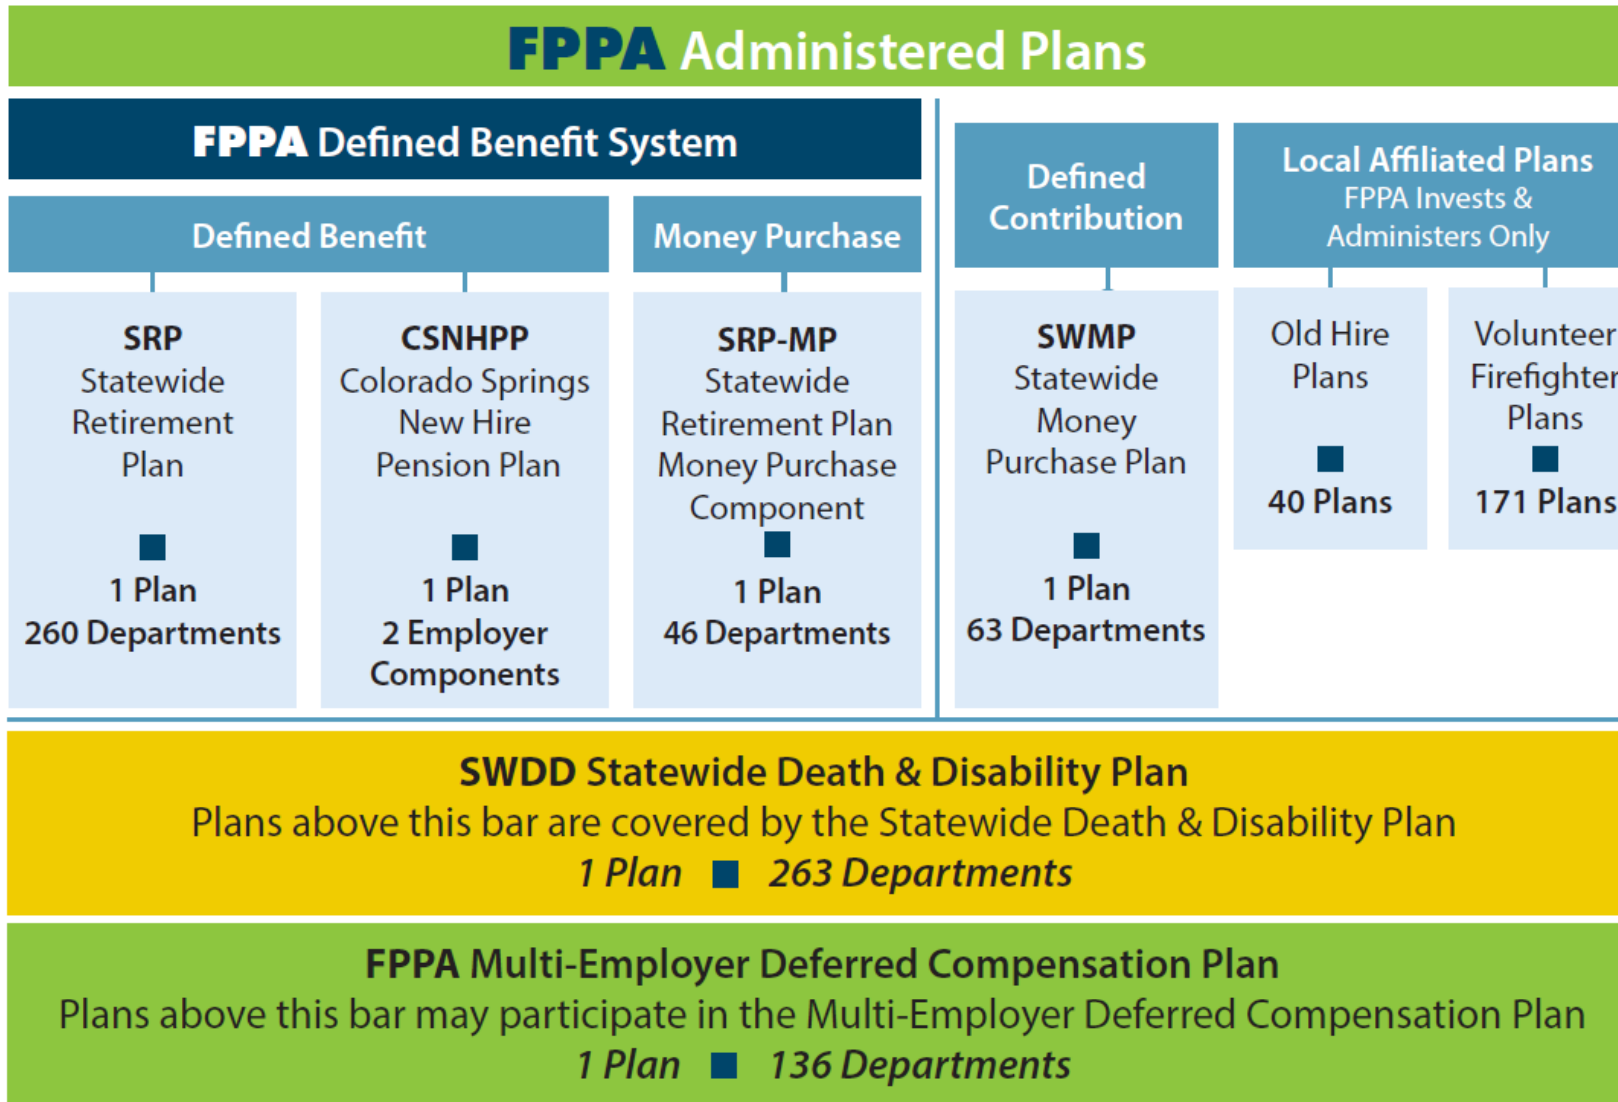 FPPA Administered Plans
FPPA Defined Benefit System
Defined Benefit
SRP
Statewide
Retirement
Plan
1 Plan
260 Departments
CSNHPP
Colorado Springs
New Hire
Pension Plan
1 Plan
2 Employer
Components
Money Purchase
SRP-MP
Statewide
Retirement Plan
Money Purchase
Component
1 Plan
46 Departments
Defined
Contribution
SWMP
Statewide
Money
Purchase Plan
1 Plan
63 Departments
Local Affiliated Plans
FPPA Invests &
Administers Only
Old Hire
Plans
40 Plans
Volunteer
Firefighter
Plans
171 Plans
SWDD Statewide Death & Disability Plan
Plans above this bar are covered by the Statewide Death & Disability Plan
1 Plan ■ 263 Departments
FPPA Multi-Employer Deferred Compensation Plan
Plans above this bar may participate in the Multi-Employer Deferred Compensation Plan
1 Plan ■ 136 Departments